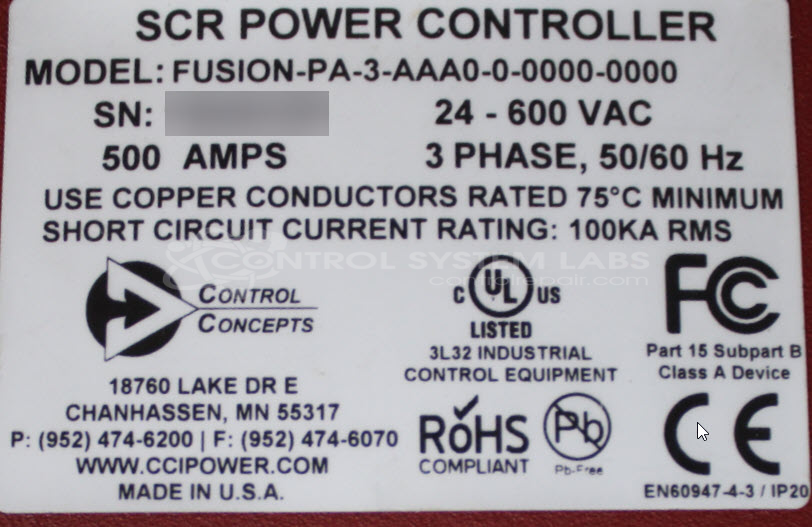 SCR POWER CONTROLLER
MODEL: FUSION-PA-3-AAA0-0-0000-0000
SN:
24 - 600 VAC
500 AMPS
3 PHASE, 50/60 Hz
USE COPPER CONDUCTORS RATED 75°C MINIMUM
SHORT CIRCUIT CURRENT RATING: 100KA RMS
CONTROL SYSTEM LABS
controlrepair.com
CONTROL
CONCEPTS
18760 LAKE DR E
CHANHASSEN, MN 55317
P: (952) 474-6200 | F: (952) 474-6070
WWW.CCIPOWER.COM
MADE IN U.S.A.
C UL US
LISTED
3L32 INDUSTRIAL
CONTROL EQUIPMENT
RoHS
COMPLIANT
Pb
Pb-Free
FC
Part 15 Subpart B
Class A Device
CE
EN60947-4-3 / IP20